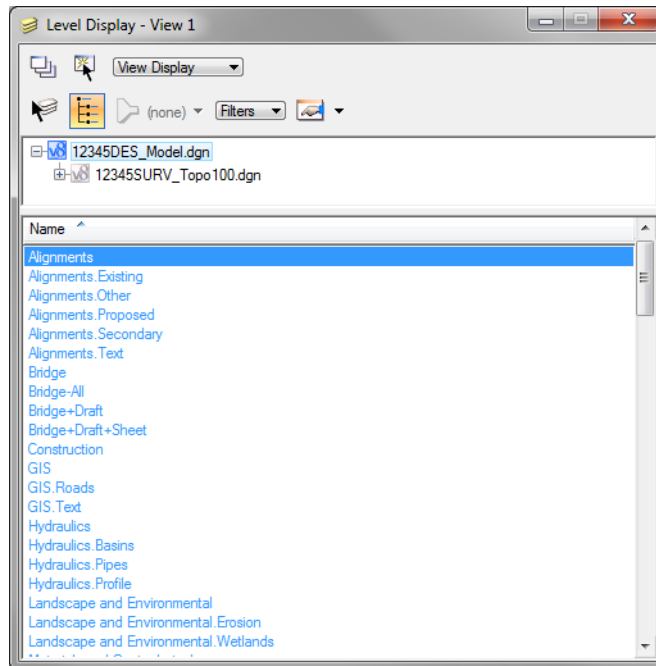 Level Display - View 1
View Display
(none) Filters
12345DES_Model.dgn
12345SURV_Topo100.dgn
Name
Alignments
Alignments.Existing
Alignments.Other
Alignments.Proposed
Alignments.Secondary
Alignments.Text
Bridge
Bridge-All
Bridge+Draft
Bridge+Draft+Sheet
Construction
GIS
GIS.Roads
GIS.Text
Hydraulics
Hydraulics.Basins
Hydraulics.Pipes
Hydraulics.Profile
Landscape and Environmental
Landscape and Environmental.Erosion
Landscape and Environmental.Wetlands